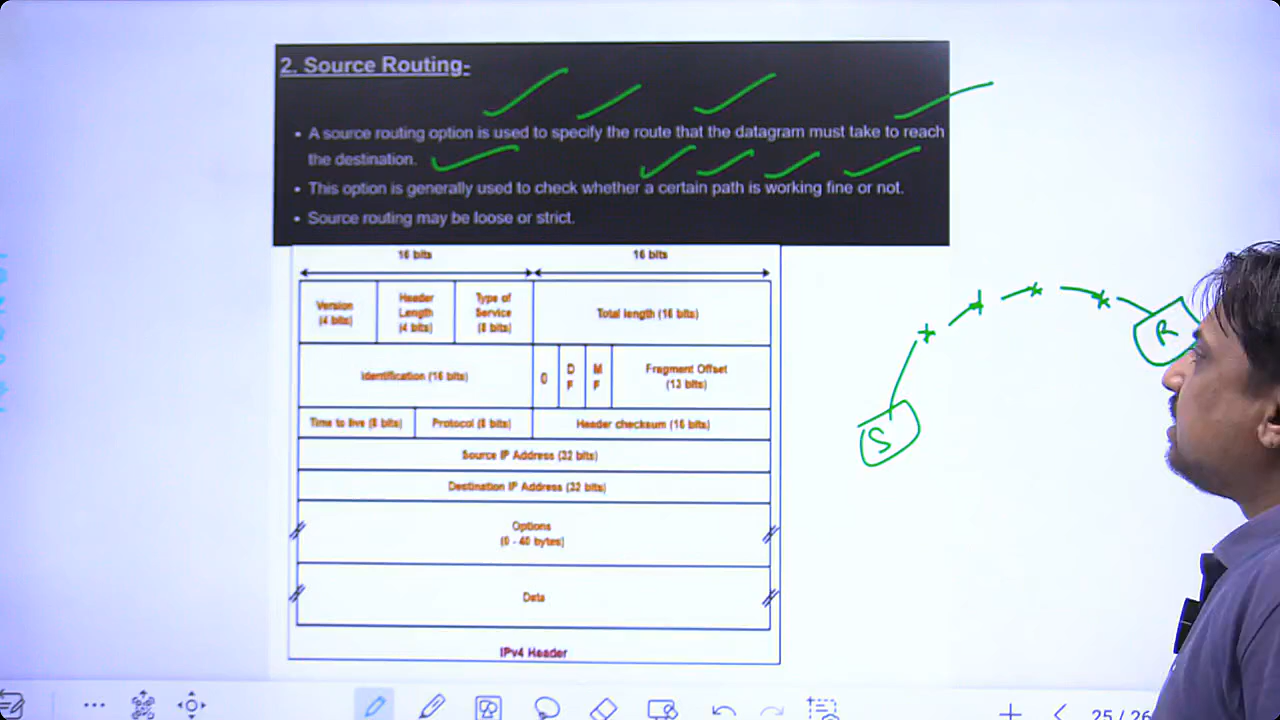 2. Source Routing-
• A source routing option is used to specify the route that the datagram must take to reach
the destination.
• This option is generally used to check whether a certain path is working fine or not.
• Source routing may be loose or strict.
16 bits 16 bits
Version
(4 bits)
Header
Length
(4 bits)
Type of
Service
(8 bits)
Total length (16 bits)
Identification (16 bits)
0
D
F
M
F
Fragment Offset
(13 bits)
Time to live (8 bits) Protocol (8 bits) Header checksum (16 bits)
Source IP Address (32 bits)
Destination IP Address (32 bits)
Options
(0 - 40 bytes)
Data
IPv4 Header
R
S
25/26